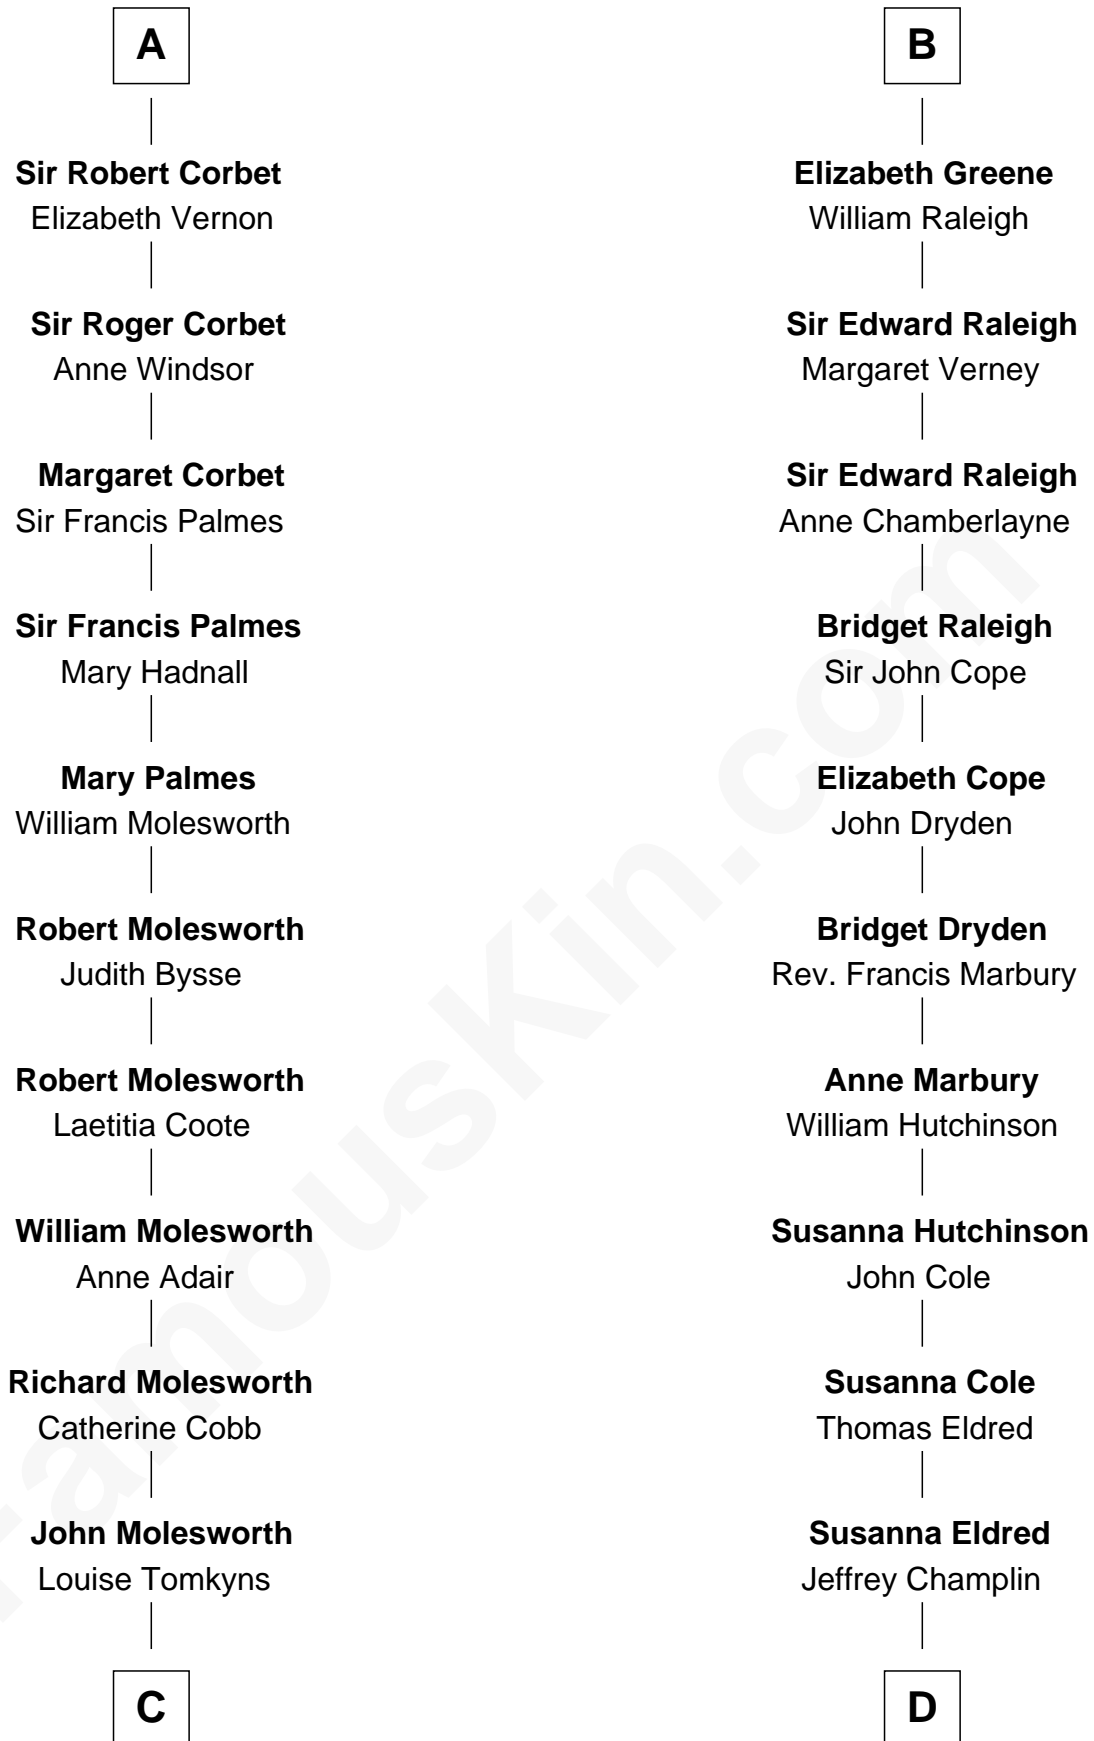 A
Sir Robert Corbet
Elizabeth Vernon
Sir Roger Corbet
Anne Windsor
Margaret Corbet
Sir Francis Palmes
Sir Francis Palmes
Mary Hadnall
Mary Palmes
William Molesworth
Robert Molesworth
Judith Bysse
Robert Molesworth
Laetitia Coote
William Molesworth
Anne Adair
Richard Molesworth
Catherine Cobb
John Molesworth
Louise Tomkyns
C
B
Elizabeth Greene
William Raleigh
Sir Edward Raleigh
Margaret Verney
Sir Edward Raleigh
Anne Chamberlayne
Bridget Raleigh
Sir John Cope
Elizabeth Cope
John Dryden
Bridget Dryden
Rev. Francis Marbury
Anne Marbury
William Hutchinson
Susanna Hutchinson
John Cole
Susanna Cole
Thomas Eldred
Susanna Eldred
Jeffrey Champlin
D
FamousKin.com